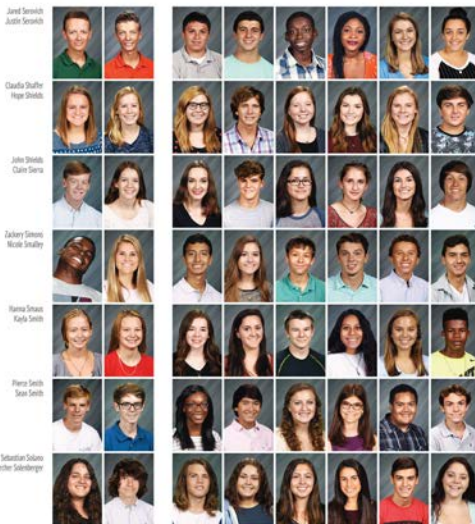 Jared Serovich
Justin Serovich
Claudia Shaffer
Hope Shields
John Shields
Claire Sierra
Zackery Simons
Nicole Smalley
Hanna Smaus
Kayla Smith
Pierce Smith
Sean Smith
Sebastian Solano
Solenberger